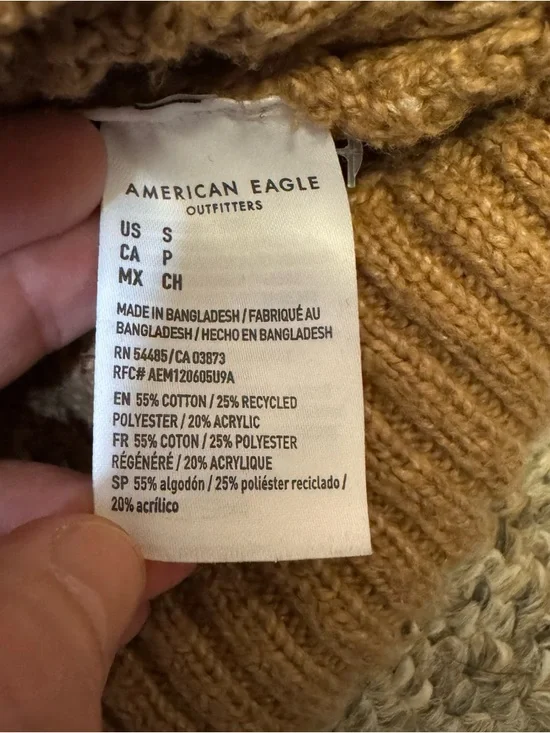 AMERICAN EAGLE
OUTFITTERS
US S
CA P
MX CH
MADE IN BANGLADESH / FABRIQUÉ AU
BANGLADESH / HECHO EN BANGLADESH
RN 54485/CA 03873
RFC# AEM120605U9A
EN 55% COTTON / 25% RECYCLED
POLYESTER / 20% ACRYLIC
FR 55% COTON / 25% POLYESTER
RÉGÉNÉRÉ / 20% ACRYLIQUE
SP 55% algodón / 25% poliéster reciclado /
20% acrílico